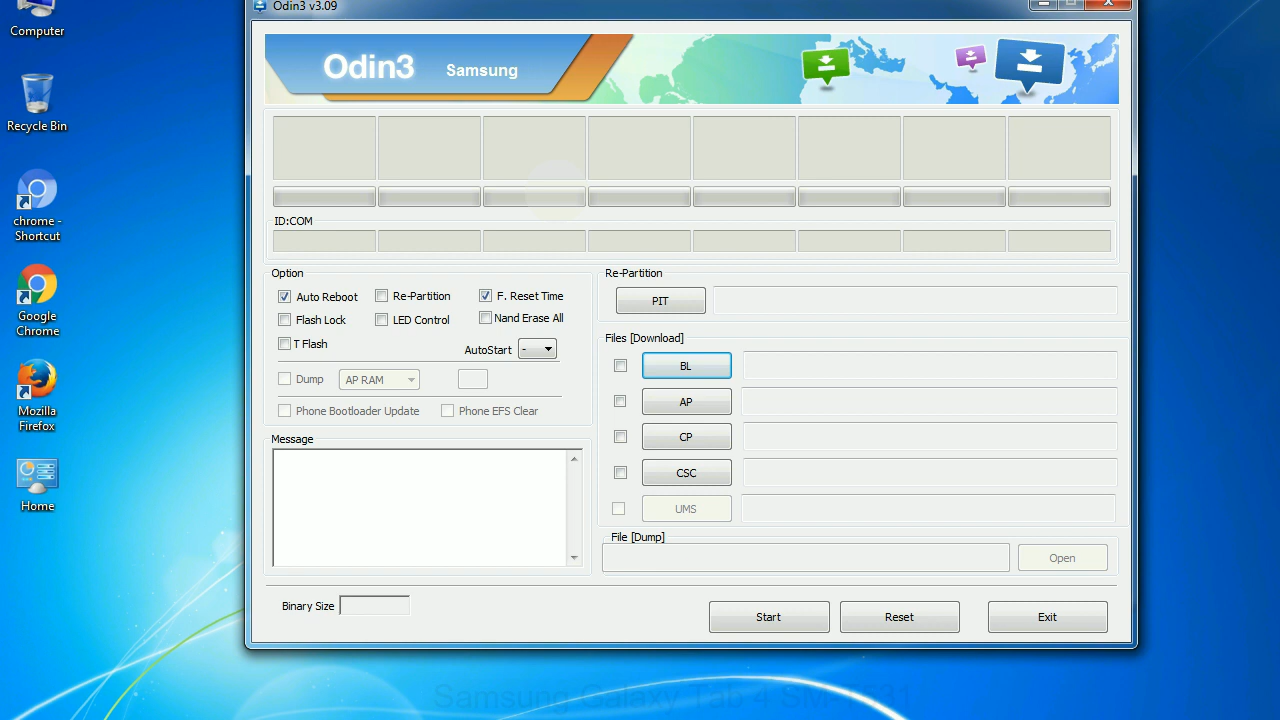 Odin3 v3.09
Computer
Recycle Bin
chrome -
Shortcut
Google
Chrome
Mozilla
Firefox
Home
Odin3
Samsung
ID:COM
Option
Auto Reboot
Re-Partition
F. Reset Time
Flash Lock
LED Control
Nand Erase All
T Flash
AutoStart
-
Dump
AP RAM
Phone Bootloader Update
Phone EFS Clear
Message
Re-Partition
PIT
Files [Download]
BL
AP
CP
CSC
UMS
File [Dump]
Open
Binary Size
Start
Reset
Exit
Samsung Galaxy Tab 4